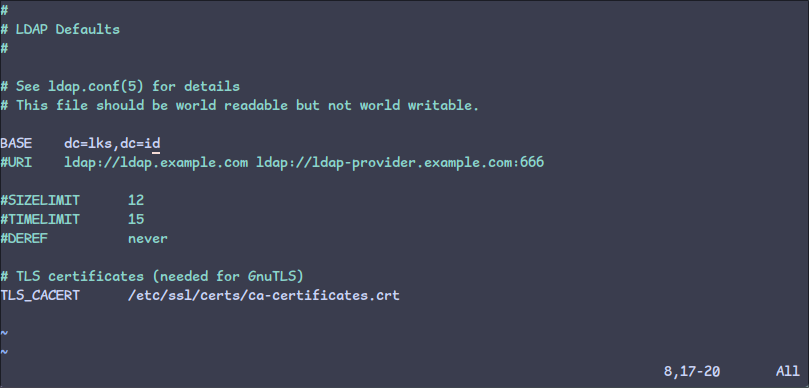 #
# LDAP Defaults
#
# See ldap.conf(5) for details
# This file should be world readable but not world writable.
BASE    dc=lks,dc=id
#URI    ldap://ldap.example.com ldap://ldap-provider.example.com:666
#SIZELIMIT      12
#TIMELIMIT      15
#DEREF          never
# TLS certificates (needed for GnuTLS)
TLS_CACERT      /etc/ssl/certs/ca-certificates.crt
~
~
8,17-20       All